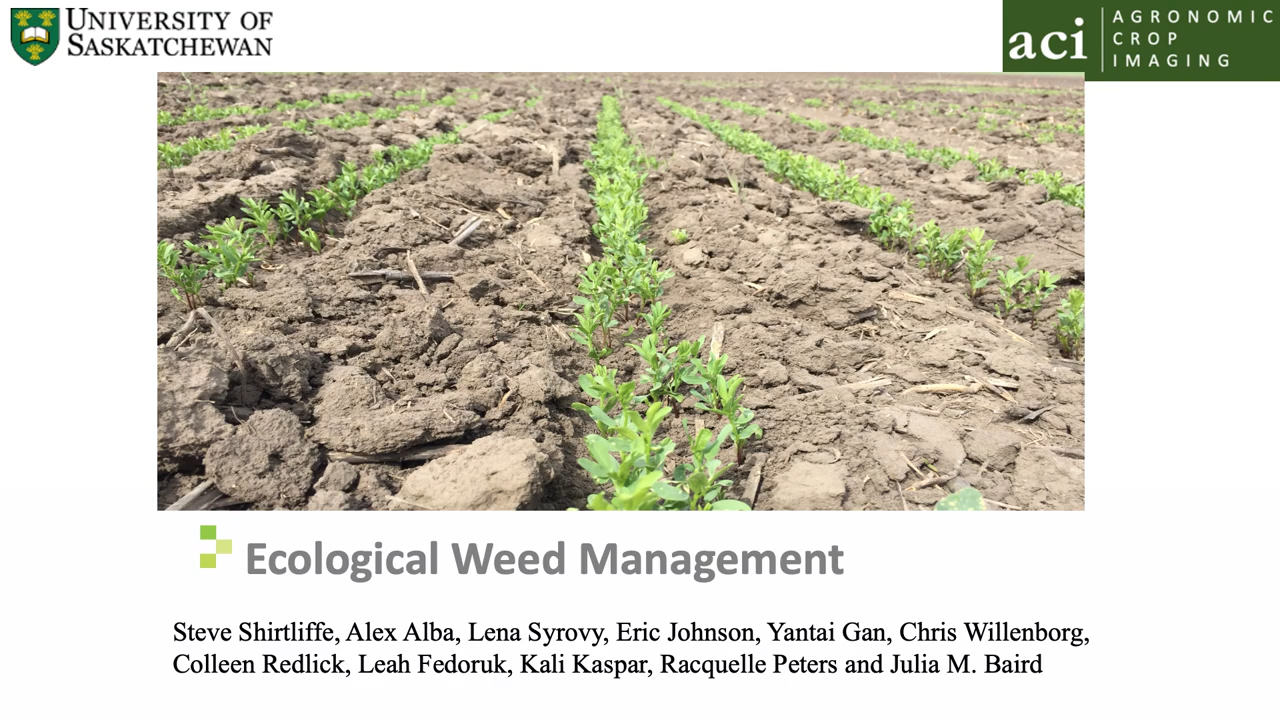 UNIVERSITY OF
SASKATCHEWAN
aci
AGRONOMIC
CROP
IMAGING
Ecological Weed Management
Steve Shirtliffe, Alex Alba, Lena Syrovy, Eric Johnson, Yantai Gan, Chris Willenborg,
Colleen Redlick, Leah Fedoruk, Kali Kaspar, Racquelle Peters and Julia M. Baird